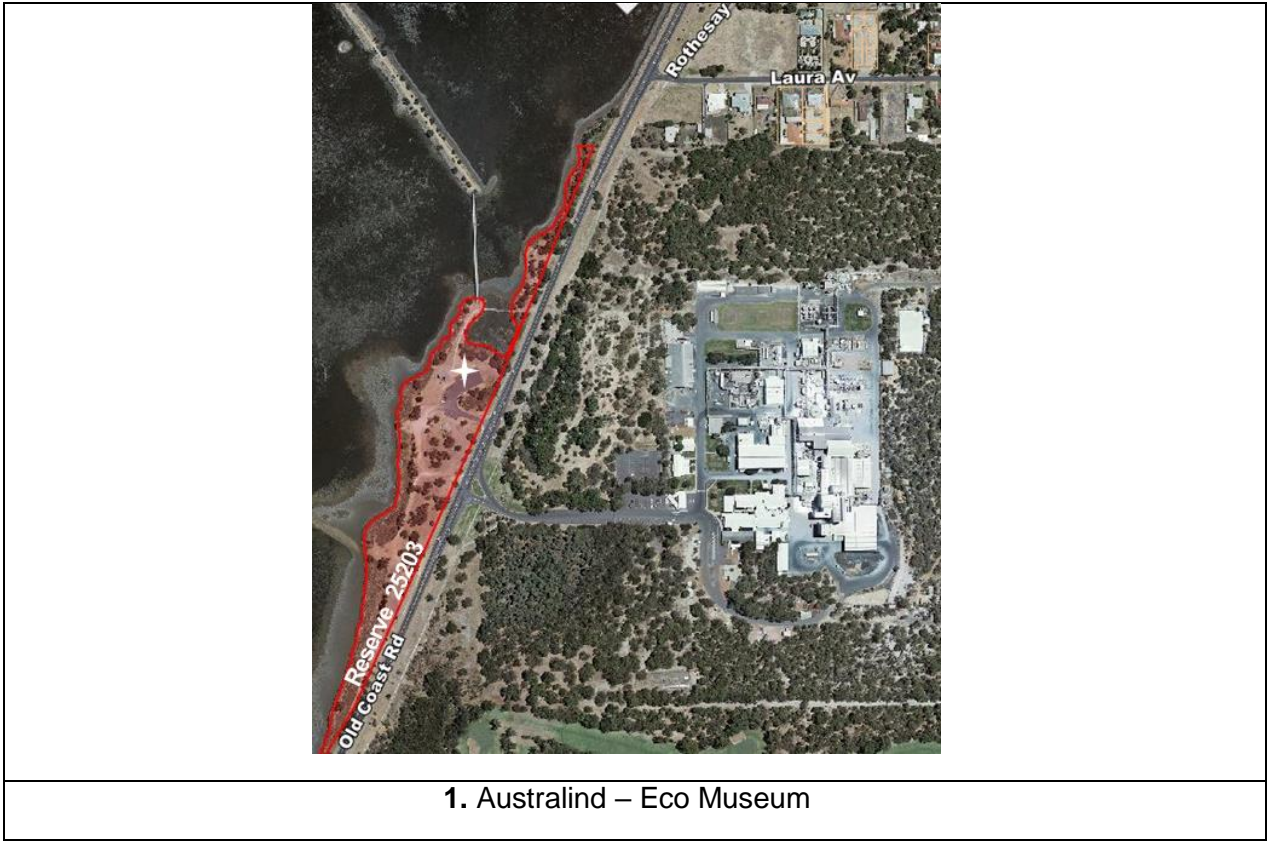 Rothesay
Laura Av
Reserve 25203
Old Coast Rd
1. Australind – Eco Museum